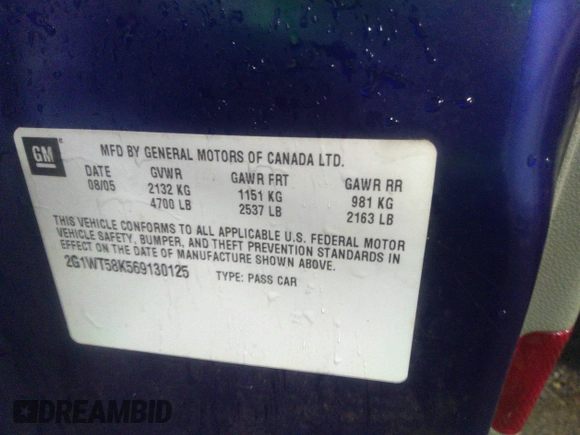 GM
MFD BY GENERAL MOTORS OF CANADA LTD.
DATE GVWR GAWR FRT GAWR RR
08/05 2132 KG 1151 KG 981 KG
4700 LB 2537 LB 2163 LB
THIS VEHICLE CONFORMS TO ALL APPLICABLE U.S. FEDERAL MOTOR
VEHICLE SAFETY, BUMPER, AND THEFT PREVENTION STANDARDS IN
EFFECT ON THE DATE OF MANUFACTURE SHOWN ABOVE.
2G1WT58K569130125 TYPE: PASS CAR
DREAMBID